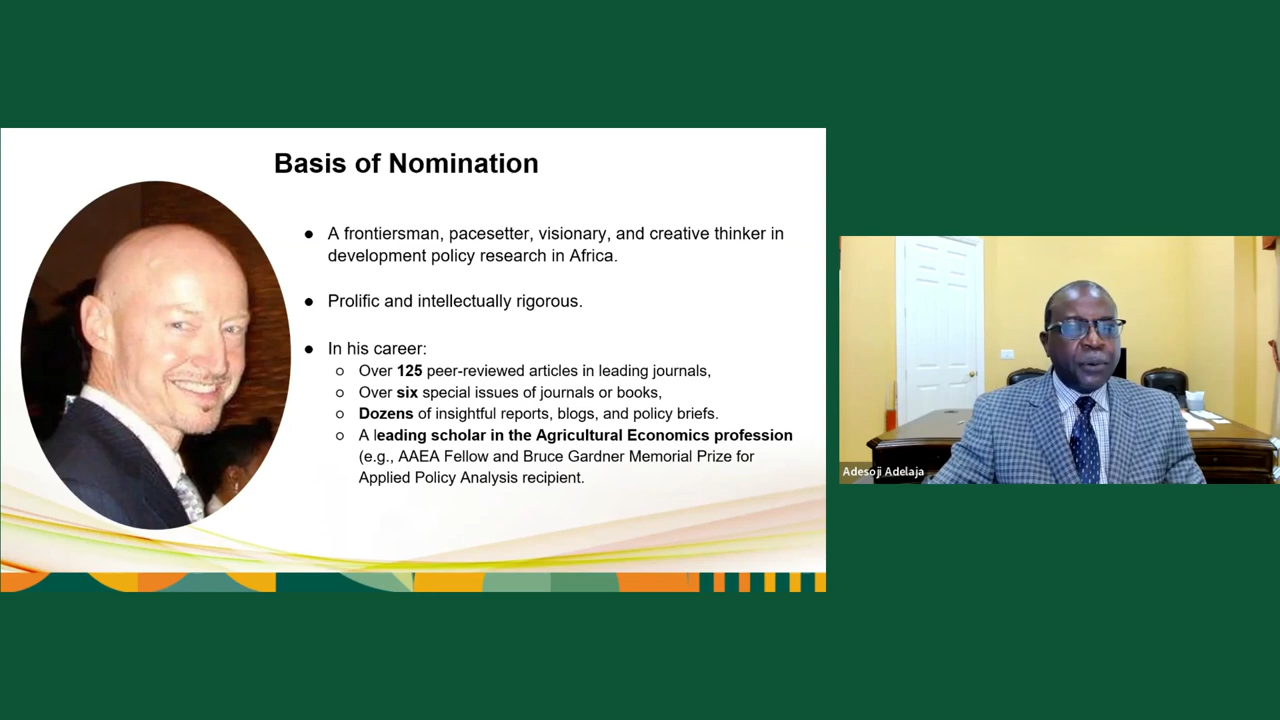 Basis of Nomination
● A frontiersman, pacesetter, visionary, and creative thinker in
development policy research in Africa.
● Prolific and intellectually rigorous.
● In his career:
○ Over 125 peer-reviewed articles in leading journals,
○ Over six special issues of journals or books,
○ Dozens of insightful reports, blogs, and policy briefs.
○ A leading scholar in the Agricultural Economics profession
(e.g., AAEA Fellow and Bruce Gardner Memorial Prize for
Applied Policy Analysis recipient.
Adesoji Adelaja